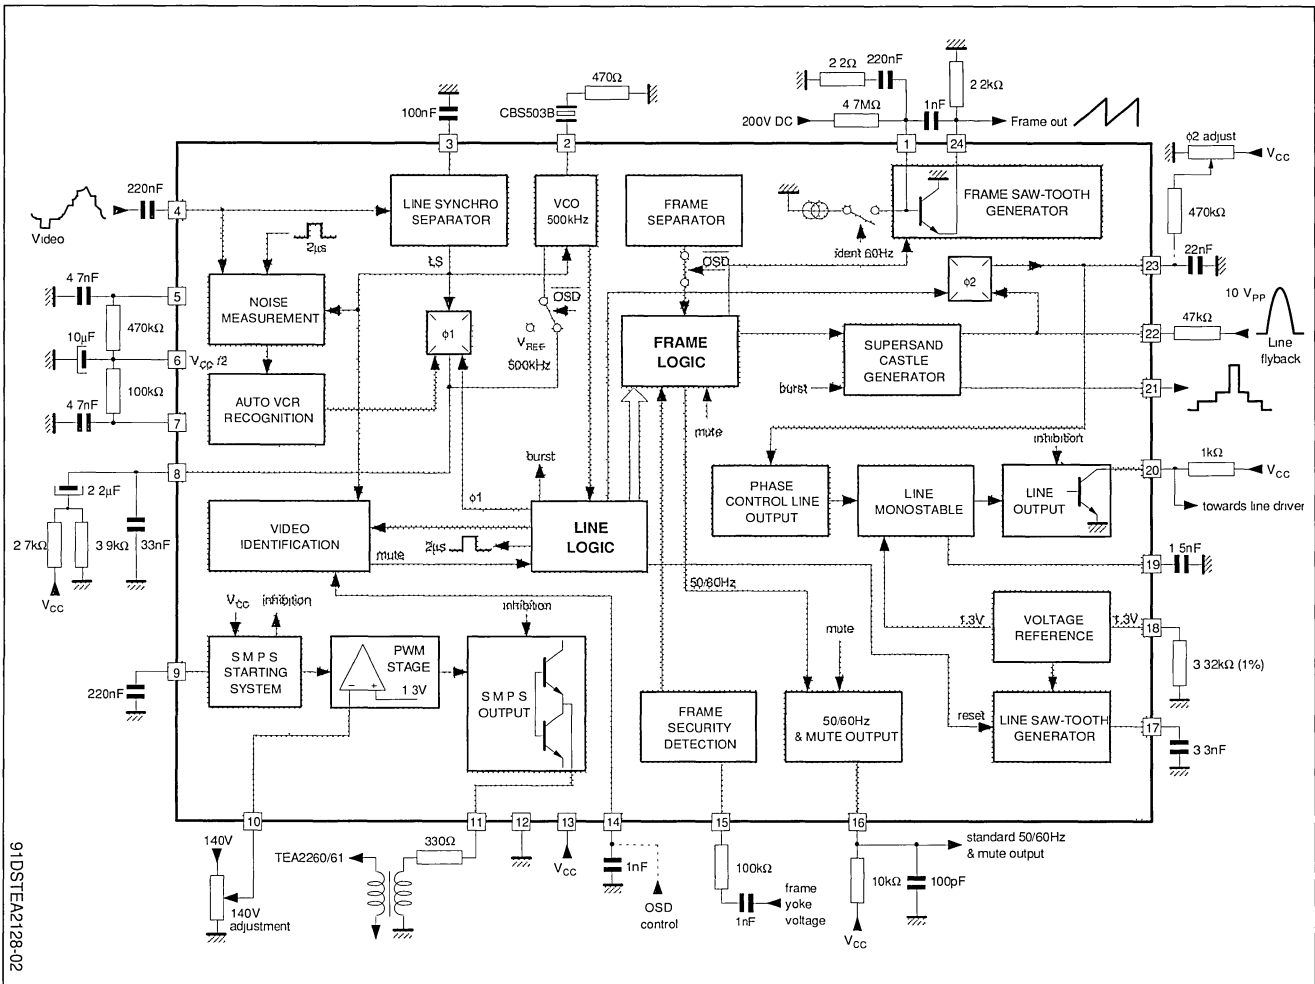 2 2Ω
220nF
470Ω
2 2kΩ
4 7MΩ
1nF
CBS503B
100nF
200V DC
Frame out
3
2
1
24
ϕ2 adjust
VCC
220nF
4
LINE SYNCHRO
SEPARATOR
VCO
500kHz
FRAME
SEPARATOR
FRAME SAW-TOOTH
GENERATOR
470kΩ
Video
2µs
ident 60Hz
22nF
OSD
23
4 7nF
5
NOISE
MEASUREMENT
ϕ2
OSD
10 VPP
470kΩ
ϕ1
47kΩ
10µF
6
VCC /2
VREF
500kHz
FRAME
LOGIC
SUPERSAND
CASTLE
GENERATOR
22
Line
flyback
100kΩ
AUTO VCR
RECOGNITION
burst
21
4 7nF
7
mute
inhibition
burst
1kΩ
8
20
VCC
2 2µF
ϕ1
PHASE
CONTROL LINE
OUTPUT
LINE
MONOSTABLE
LINE
OUTPUT
towards line driver
2 7kΩ
3 9kΩ
33nF
VIDEO
IDENTIFICATION
2µs
LINE
LOGIC
mute
1 5nF
19
VCC
50/60Hz
VCC
inhibition
inhibition
1.3V
VOLTAGE
REFERENCE
1.3V
18
mute
9
S M P S
STARTING
SYSTEM
PWM
STAGE
- +
1 3V
S M P S
OUTPUT
3 32kΩ (1%)
220nF
FRAME
SECURITY
DETECTION
50/60Hz
& MUTE OUTPUT
reset
LINE SAW-TOOTH
GENERATOR
17
3 3nF
10
11
12
13
14
15
16
140V
330Ω
standard 50/60Hz
& mute output
TEA2260/61
VCC
1nF
100kΩ
10kΩ
100pF
140V
adjustment
OSD
control
1nF
frame
yoke
voltage
VCC
91DSTEA2128-02